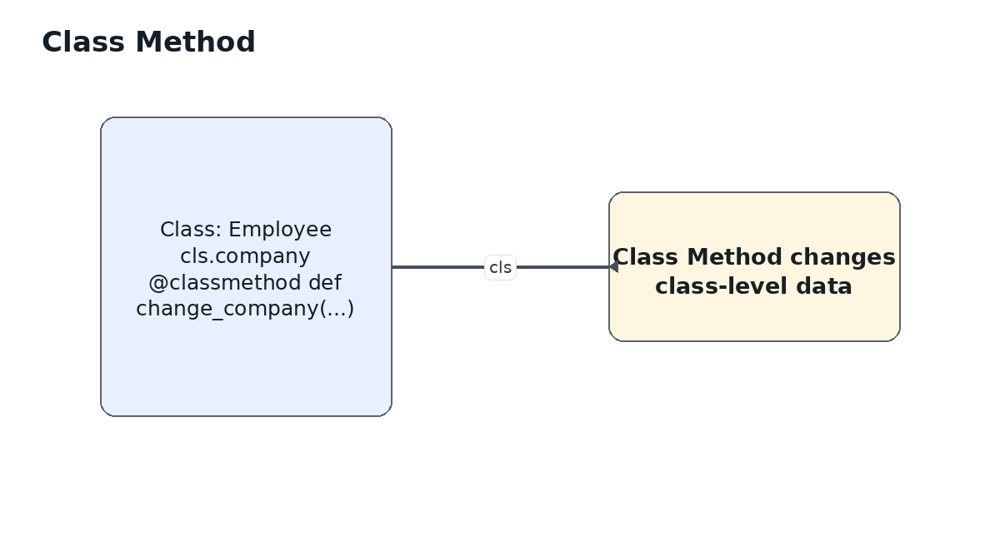 Class Method
Class: Employee
cls.company
@classmethod def
change_company(...)
cls
Class Method changes
class-level data